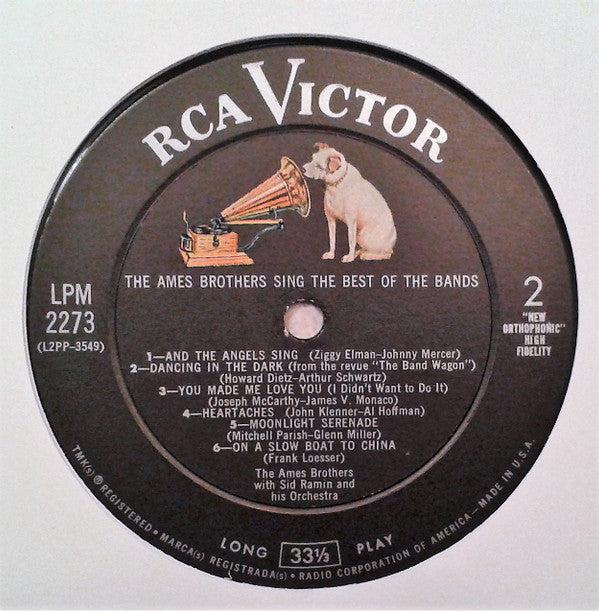 RCA VICTOR
THE AMES BROTHERS SING THE BEST OF THE BANDS
LPM
2273
(L2PP-3549)
2
"NEW
ORTHOPHONIC"
HIGH
FIDELITY
1—AND THE ANGELS SING (Ziggy Elman-Johnny Mercer)
2—DANCING IN THE DARK (from the revue "The Band Wagon")
(Howard Dietz-Arthur Schwartz)
3—YOU MADE ME LOVE YOU (I Didn't Want to Do It)
(Joseph McCarthy-James V. Monaco)
4—HEARTACHES (John Klenner-Al Hoffman)
5—MOONLIGHT SERENADE
(Mitchell Parish-Glenn Miller)
6—ON A SLOW BOAT TO CHINA
(Frank Loesser)
The Ames Brothers
with Sid Ramin and
his Orchestra
LONG 33⅓ PLAY
TMK(s) ® REGISTERED • MARCA(s) REGISTRADA(s) • RADIO CORPORATION OF AMERICA—MADE IN U.S.A.